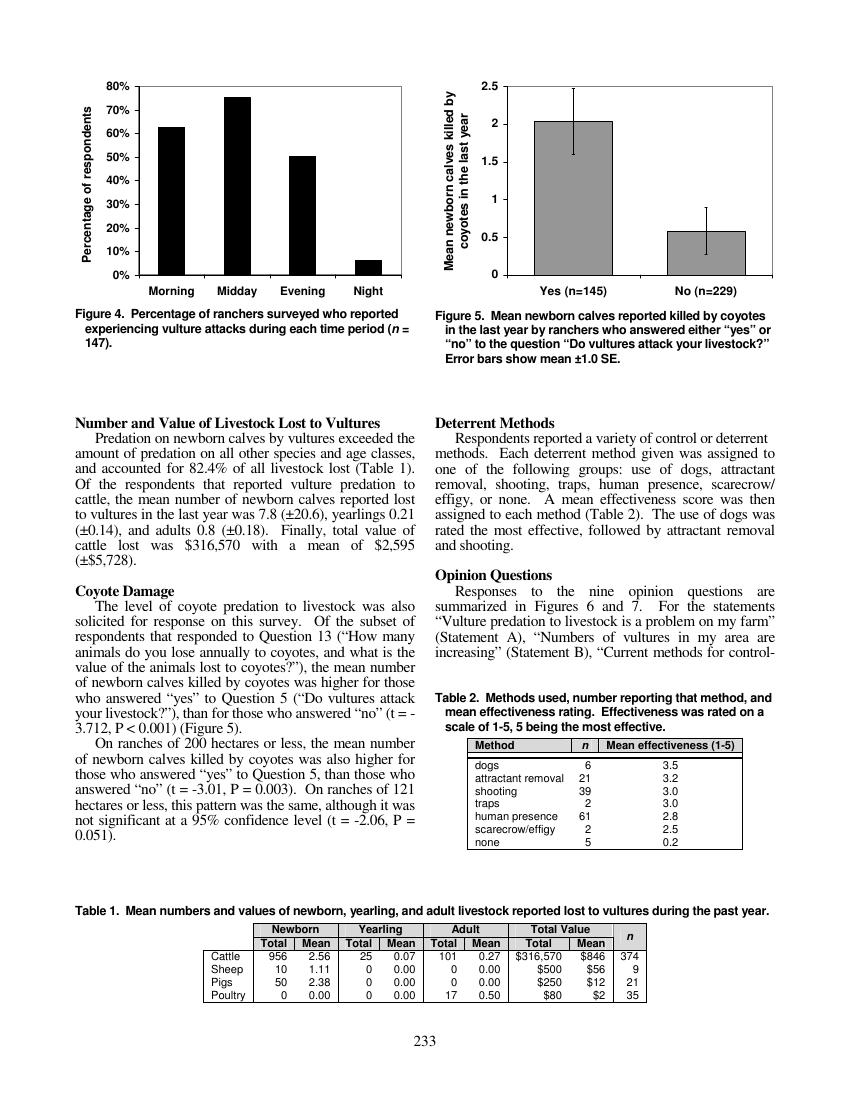 80%
70%
60%
50%
40%
30%
20%
10%
0%
Percentage of respondents
Morning Midday Evening Night
Figure 4. Percentage of ranchers surveyed who reported
experiencing vulture attacks during each time period (n =
147).
2.5
2
1.5
1
0.5
0
Mean newborn calves killed by
coyotes in the last year
Yes (n=145) No (n=229)
Figure 5. Mean newborn calves reported killed by coyotes
in the last year by ranchers who answered either “yes” or
“no” to the question “Do vultures attack your livestock?”
Error bars show mean ±1.0 SE.
Number and Value of Livestock Lost to Vultures
Predation on newborn calves by vultures exceeded the
amount of predation on all other species and age classes,
and accounted for 82.4% of all livestock lost (Table 1).
Of the respondents that reported vulture predation to
cattle, the mean number of newborn calves reported lost
to vultures in the last year was 7.8 (±20.6), yearlings 0.21
(±0.14), and adults 0.8 (±0.18). Finally, total value of
cattle lost was $316,570 with a mean of $2,595
(±$5,728).
Coyote Damage
The level of coyote predation to livestock was also
solicited for response on this survey. Of the subset of
respondents that responded to Question 13 (“How many
animals do you lose annually to coyotes, and what is the
value of the animals lost to coyotes?”), the mean number
of newborn calves killed by coyotes was higher for those
who answered “yes” to Question 5 (“Do vultures attack
your livestock?”), than for those who answered “no” (t = -
3.712, P < 0.001) (Figure 5).
On ranches of 200 hectares or less, the mean number
of newborn calves killed by coyotes was also higher for
those who answered “yes” to Question 5, than those who
answered “no” (t = -3.01, P = 0.003). On ranches of 121
hectares or less, this pattern was the same, although it was
not significant at a 95% confidence level (t = -2.06, P =
0.051).
Deterrent Methods
Respondents reported a variety of control or deterrent
methods. Each deterrent method given was assigned to
one of the following groups: use of dogs, attractant
removal, shooting, traps, human presence, scarecrow/
effigy, or none. A mean effectiveness score was then
assigned to each method (Table 2). The use of dogs was
rated the most effective, followed by attractant removal
and shooting.
Opinion Questions
Responses to the nine opinion questions are
summarized in Figures 6 and 7. For the statements
“Vulture predation to livestock is a problem on my farm”
(Statement A), “Numbers of vultures in my area are
increasing” (Statement B), “Current methods for control-
Table 2. Methods used, number reporting that method, and
mean effectiveness rating. Effectiveness was rated on a
scale of 1-5, 5 being the most effective.
Method n Mean effectiveness (1-5)
dogs 6 3.5
attractant removal 21 3.2
shooting 39 3.0
traps 2 3.0
human presence 61 2.8
scarecrow/effigy 2 2.5
none 5 0.2
Table 1. Mean numbers and values of newborn, yearling, and adult livestock reported lost to vultures during the past year.
Newborn Yearling Adult Total Value n
Total Mean Total Mean Total Mean Total Mean
Cattle 956 2.56 25 0.07 101 0.27 $316,570 $846 374
Sheep 10 1.11 0 0.00 0 0.00 $500 $56 9
Pigs 50 2.38 0 0.00 0 0.00 $250 $12 21
Poultry 0 0.00 0 0.00 17 0.50 $80 $2 35
233